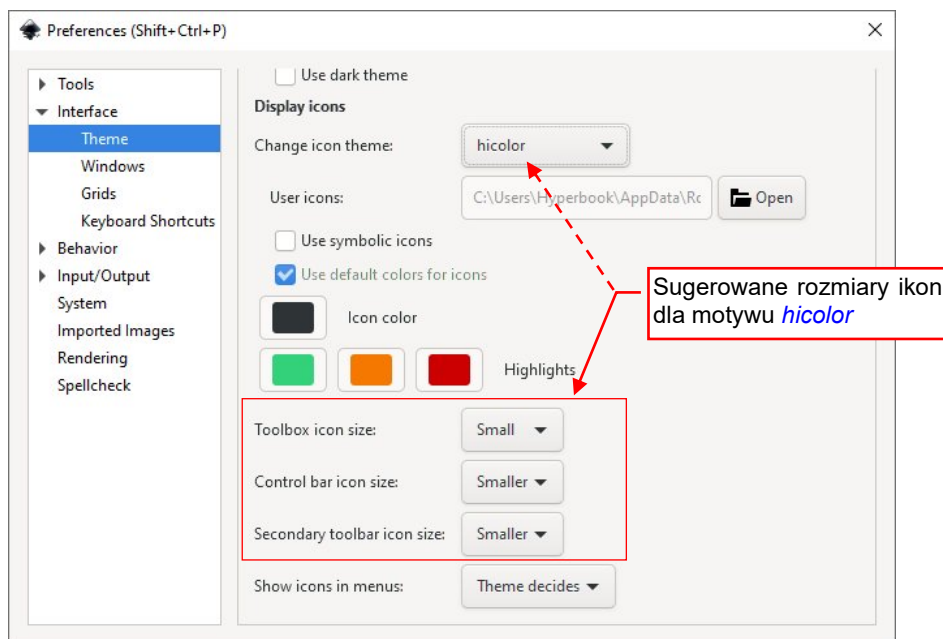 Preferences (Shift+Ctrl+P)
Tools
Interface
Theme
Windows
Grids
Keyboard Shortcuts
Behavior
Input/Output
System
Imported Images
Rendering
Spellcheck
Use dark theme
Display icons
Change icon theme: hicolor
User icons: C:\Users\Hyperbook\AppData\Ro Open
Use symbolic icons
Use default colors for icons
Icon color
Highlights
Toolbox icon size: Small
Control bar icon size: Smaller
Secondary toolbar icon size: Smaller
Show icons in menus: Theme decides
Sugerowane rozmiary ikon
dla motywu hicolor